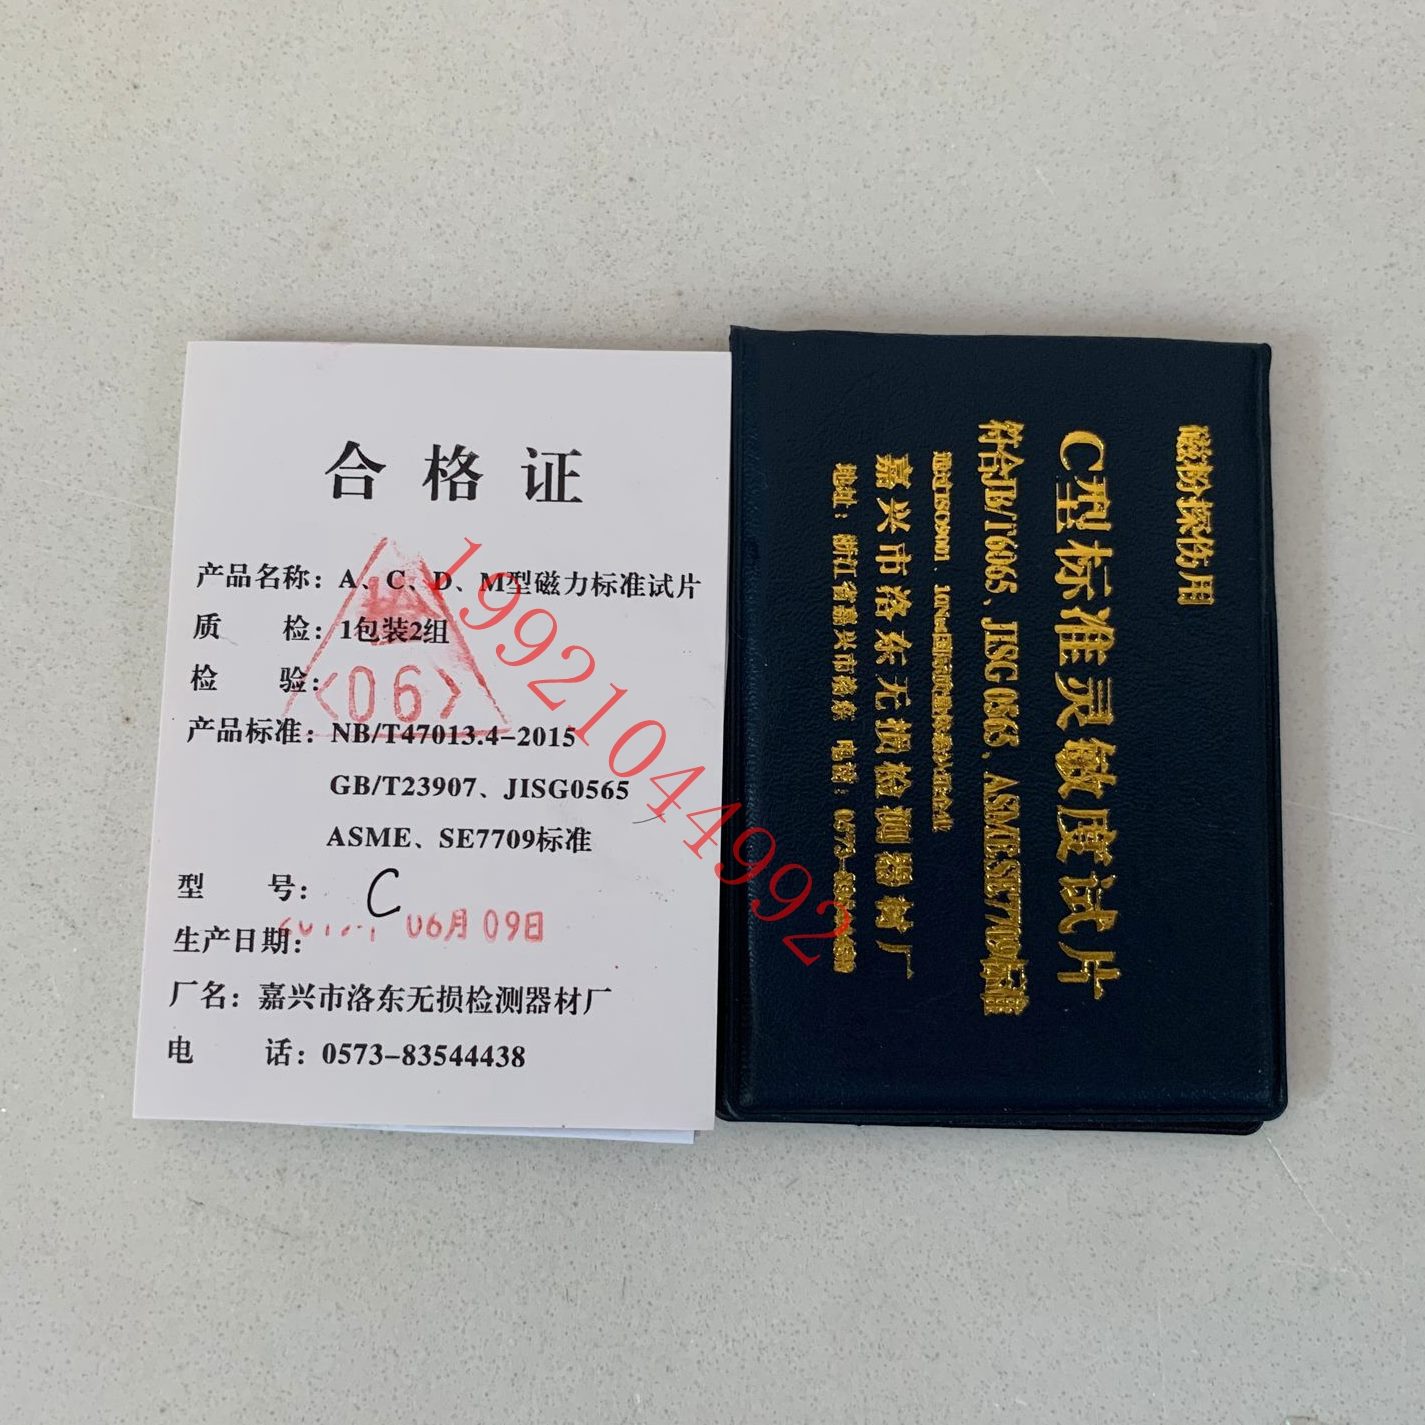 合格证
产品名称：A、C、D、M型磁力标准试片
质 检：1包装2组
检 验：
<06>
产品标准：NB/T47013.4-2015
GB/T23907、JISG0565
ASME、SE7709标准
型 号：C
生产日期： 06月09日
厂名：嘉兴市洛东无损检测器材厂
电 话：0573-83544438
磁粉探伤用
C型标准灵敏度试片
符合JB/T6065、JISG 0565、ASME.SE7709标准
嘉兴市洛东无损检测器材厂
地址：浙江省嘉兴市洛东 电话：0573-
19921044992